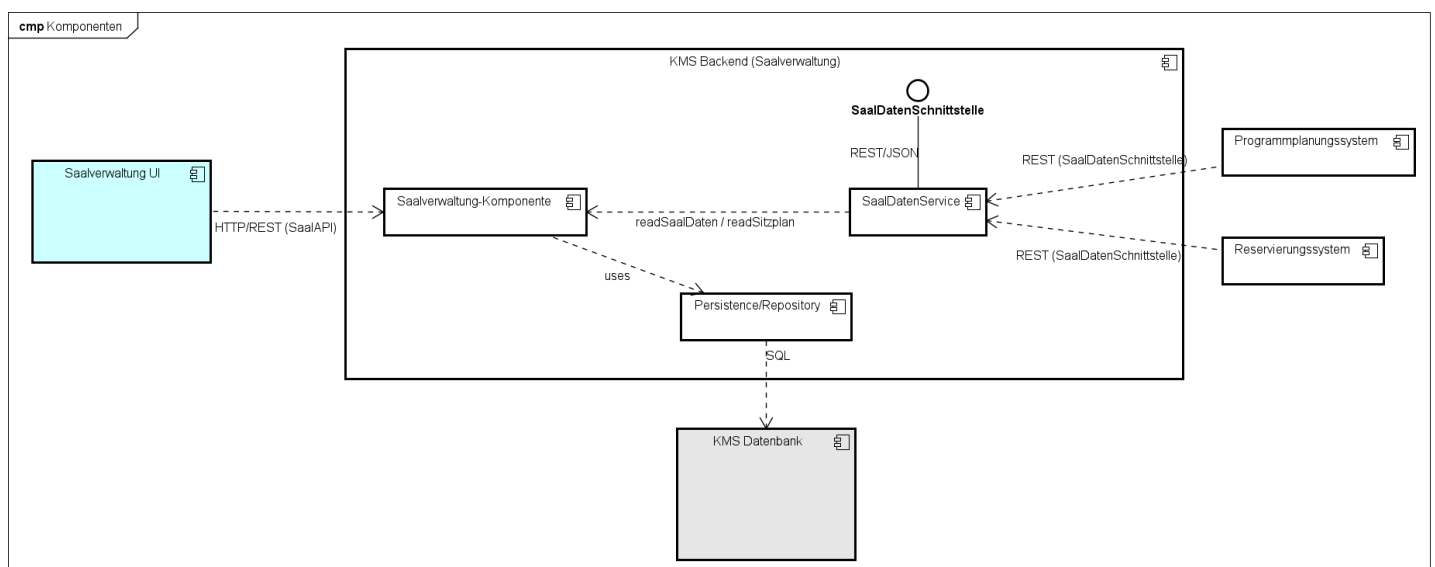 cmp Komponenten
KMS Backend (Saalverwaltung)
SaalDatenSchnittstelle
REST/JSON
Programmplanungssystem
REST (SaalDatenSchnittstelle)
Saalverwaltung UI
Saalverwaltung-Komponente
SaalDatenService
HTTP/REST (SaalAPI)
readSaalDaten / readSitzplan
Reservierungssystem
REST (SaalDatenSchnittstelle)
uses
Persistence/Repository
SQL
KMS Datenbank